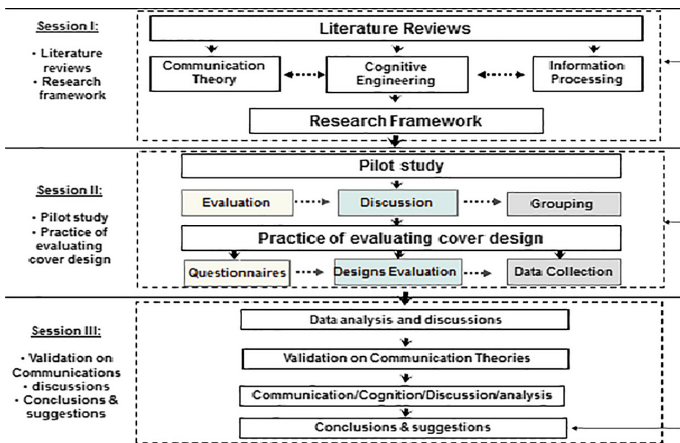 Session I:
• Literature
reviews
• Research
framework
Literature Reviews
Communication
Theory
Cognitive
Engineering
Information
Processing
Research Framework
Session II:
• Pilot study
• Practice of
evaluating
cover design
Pilot study
Evaluation
Discussion
Grouping
Practice of evaluating cover design
Questionnaires
Designs Evaluation
Data Collection
Session III:
• Validation on
Communications
• discussions
• Conclusions &
suggestions
Data analysis and discussions
Validation on Communication Theories
Communication/Cognition/Discussion/analysis
Conclusions & suggestions